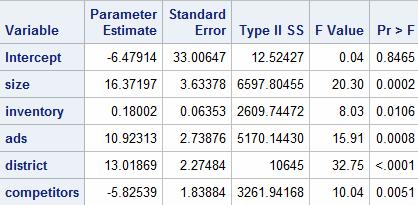 Variable Parameter Estimate Standard Error Type II SS F Value Pr > F
Intercept -6.47914 33.00647 12.52427 0.04 0.8465
size 16.37197 3.63378 6597.80455 20.30 0.0002
inventory 0.18002 0.06353 2609.74472 8.03 0.0106
ads 10.92313 2.73876 5170.14430 15.91 0.0008
district 13.01869 2.27484 10645 32.75 <.0001
competitors -5.82539 1.83884 3261.94168 10.04 0.0051